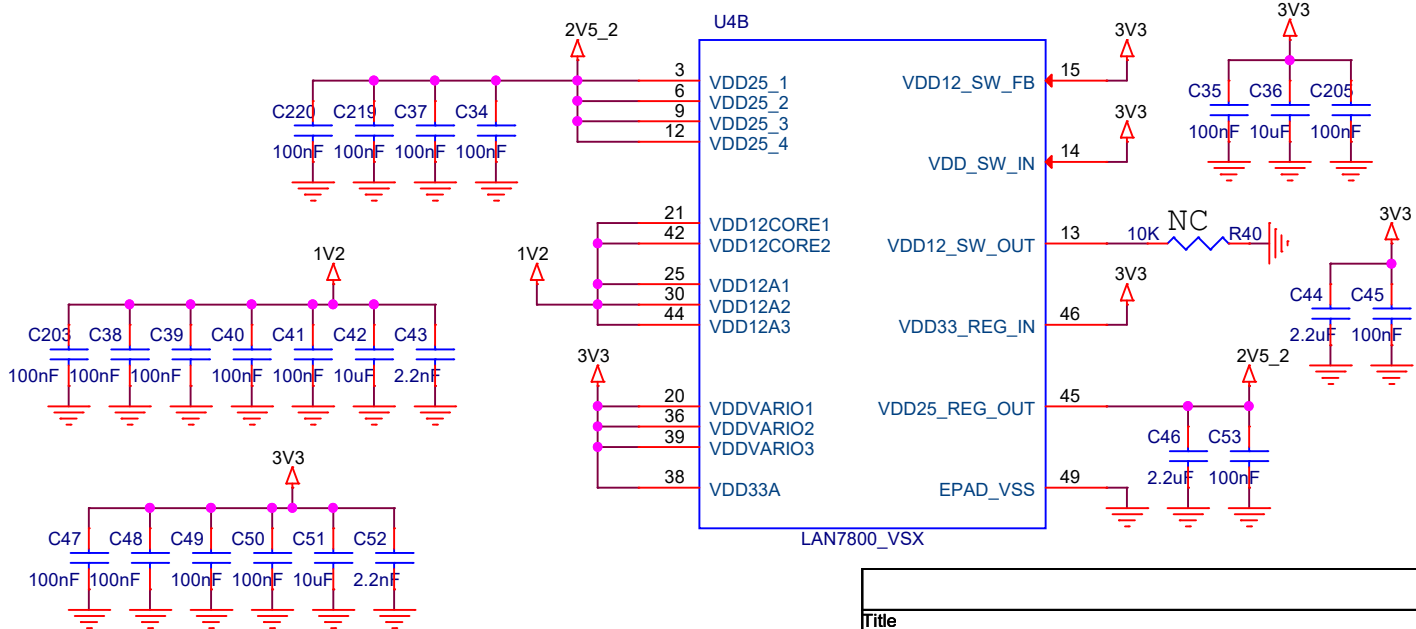 U4B
2V5_2
3 VDD25_1
6 VDD25_2
9 VDD25_3
12 VDD25_4
C220 C219 C37 C34
100nF 100nF 100nF 100nF
21 VDD12CORE1
42 VDD12CORE2
1V2
25 VDD12A1
30 VDD12A2
44 VDD12A3
1V2
C203 C38 C39 C40 C41 C42 C43
100nF 100nF 100nF 100nF 100nF 10uF 2.2nF
3V3
20 VDDVARIO1
36 VDDVARIO2
39 VDDVARIO3
38 VDD33A
3V3
C47 C48 C49 C50 C51 C52
100nF 100nF 100nF 100nF 10uF 2.2nF
3V3
VDD12_SW_FB 15
3V3
VDD_SW_IN 14
VDD12_SW_OUT 13
10K NC R40
3V3
VDD33_REG_IN 46
2V5_2
VDD25_REG_OUT 45
C46 C53
2.2uF 100nF
EPAD_VSS 49
LAN7800_VSX
3V3
C35 C36 C205
100nF 10uF 100nF
3V3
C44 C45
2.2uF 100nF
Title